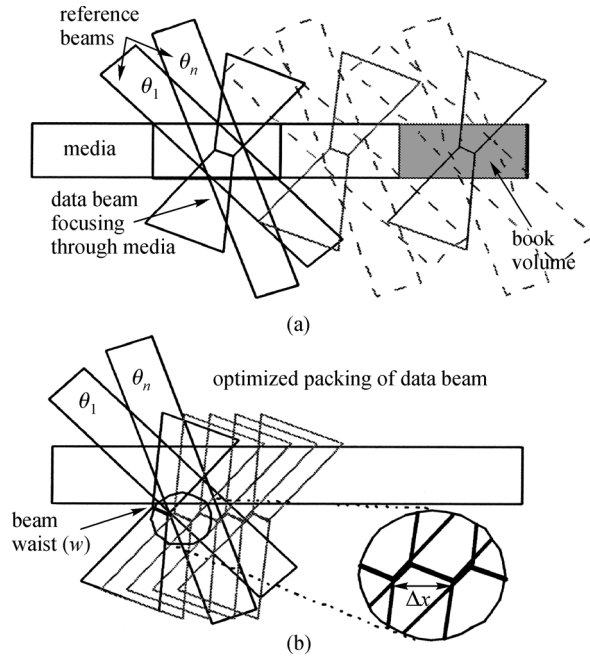 reference
beams
θ₁
θₙ
media
data beam
focusing
through media
book
volume
(a)
θ₁
θₙ
optimized packing of data beam
beam
waist (w)
Δx
(b)